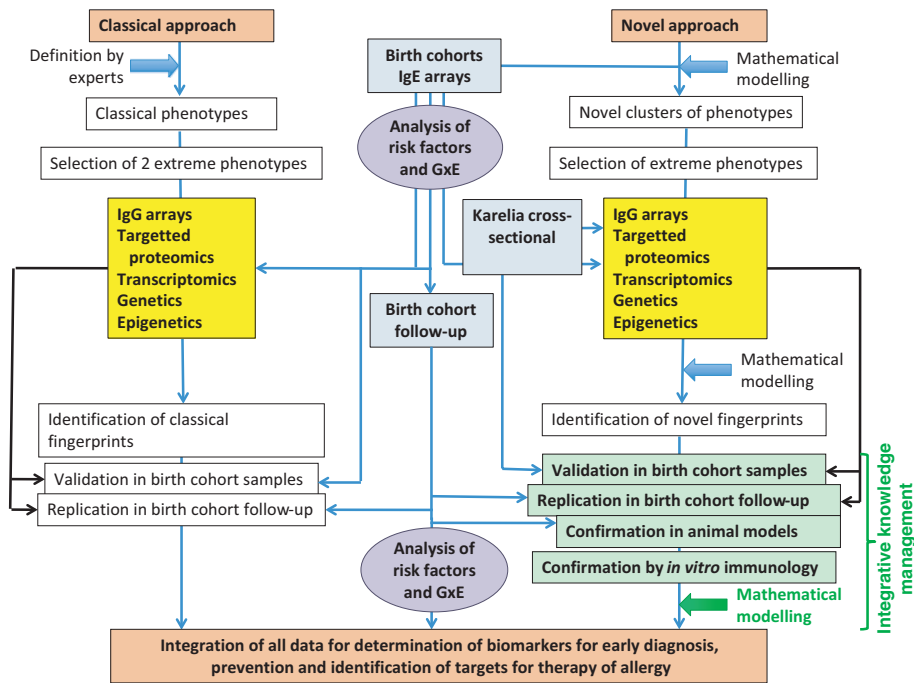 Classical approach
Definition by
experts
Classical phenotypes
Selection of 2 extreme phenotypes
IgG arrays
Targetted
proteomics
Transcriptomics
Genetics
Epigenetics
Identification of classical
fingerprints
Validation in birth cohort samples
Replication in birth cohort follow-up
Birth cohorts
IgE arrays
Analysis of
risk factors
and GxE
Karelia cross-
sectional
Birth cohort
follow-up
Analysis of
risk factors
and GxE
Novel approach
Mathematical
modelling
Novel clusters of phenotypes
Selection of extreme phenotypes
IgG arrays
Targetted
proteomics
Transcriptomics
Genetics
Epigenetics
Mathematical
modelling
Identification of novel fingerprints
Validation in birth cohort samples
Replication in birth cohort follow-up
Confirmation in animal models
Confirmation by in vitro immunology
Mathematical
modelling
Integrative knowledge
management
Integration of all data for determination of biomarkers for early diagnosis,
prevention and identification of targets for therapy of allergy